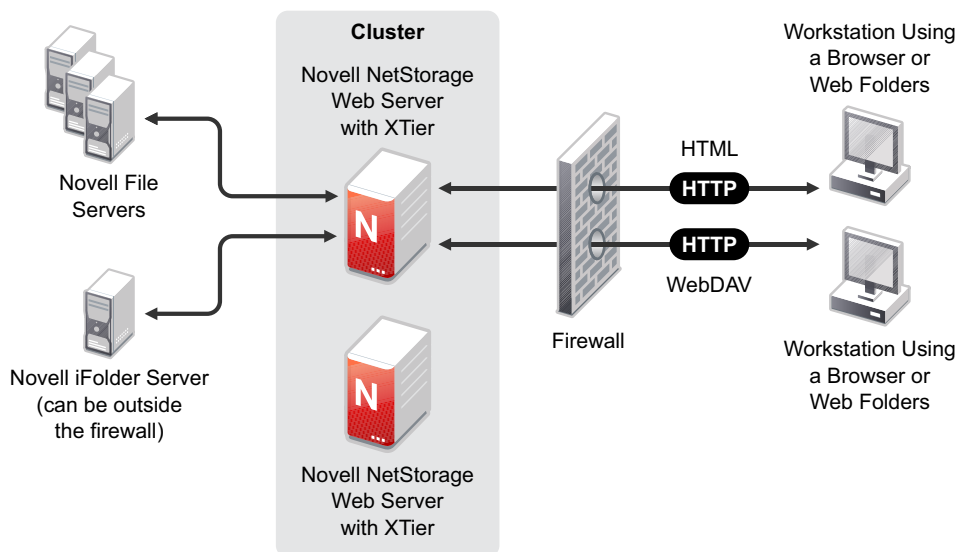 Cluster
Novell NetStorage
Web Server
with XTier
N
Novell File
Servers
Novell iFolder Server
(can be outside
the firewall)
N
Novell NetStorage
Web Server
with XTier
Firewall
HTML
HTTP
HTTP
WebDAV
Workstation Using
a Browser or
Web Folders
Workstation Using
a Browser or
Web Folders